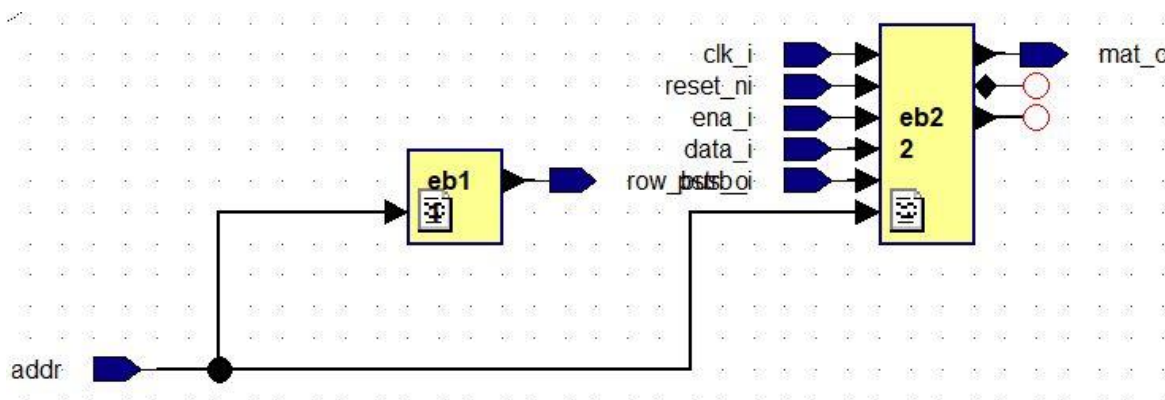 clk_i
mat_o
reset_ni
ena_i
eb2
2
data_i
eb1
addr